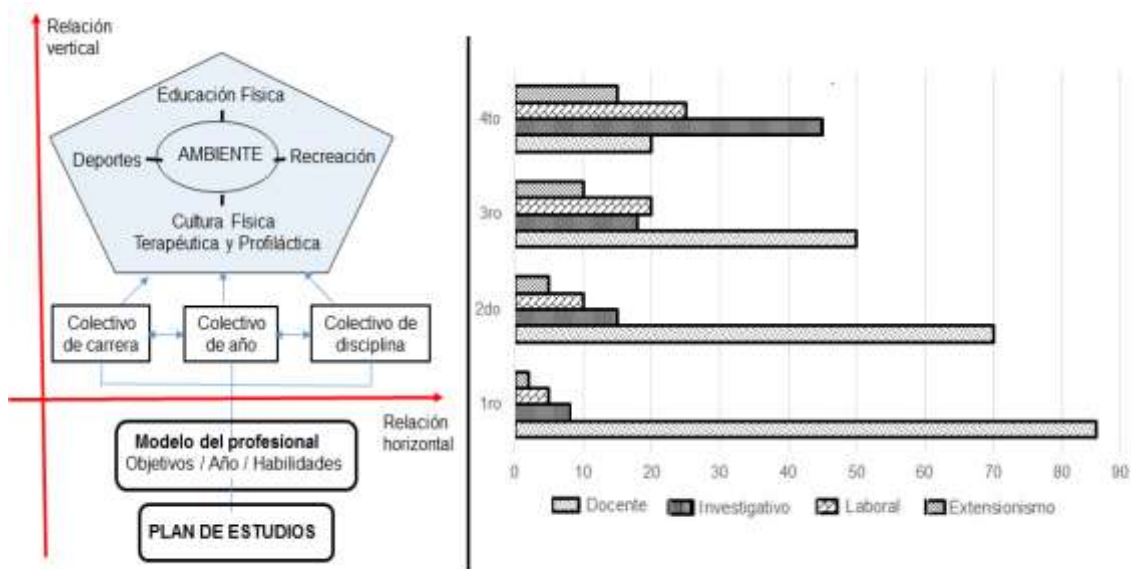 Relación
vertical
Educación Física
Deportes
AMBIENTE
Recreación
Cultura Física
Terapéutica y Profiláctica
Colectivo
de carrera
Colectivo
de año
Colectivo de
disciplina
Relación
horizontal
Modelo del profesional
Objetivos / Año / Habilidades
PLAN DE ESTUDIOS
4to
3ro
2do
1ro
0 10 20 30 40 50 60 70 80 90
Docente Investigativo Laboral Extensionismo